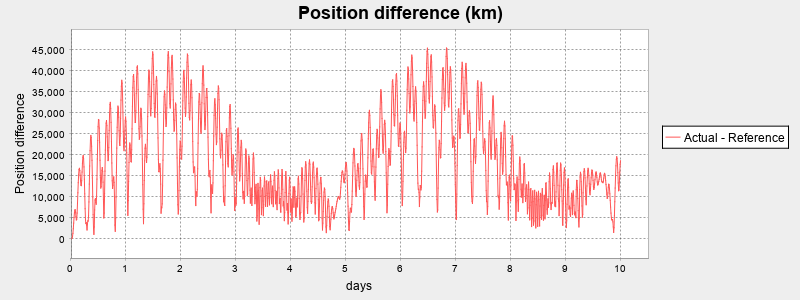 Position difference (km)
45,000
40,000
35,000
30,000
25,000
20,000
15,000
10,000
5,000
0
Position difference
0 1 2 3 4 5 6 7 8 9 10
days
Actual - Reference